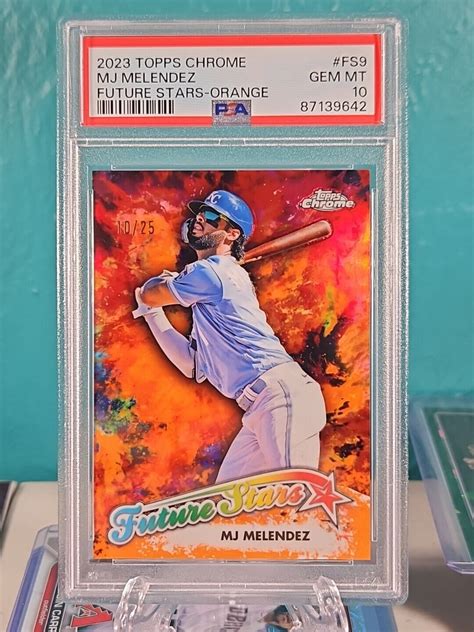 2023 TOPPS CHROME #FS9
MJ MELENDEZ GEM MT
FUTURE STARS-ORANGE 10
PSA 87139642
Topps
Chrome
10/25
KC
Future Stars
MJ MELENDEZ